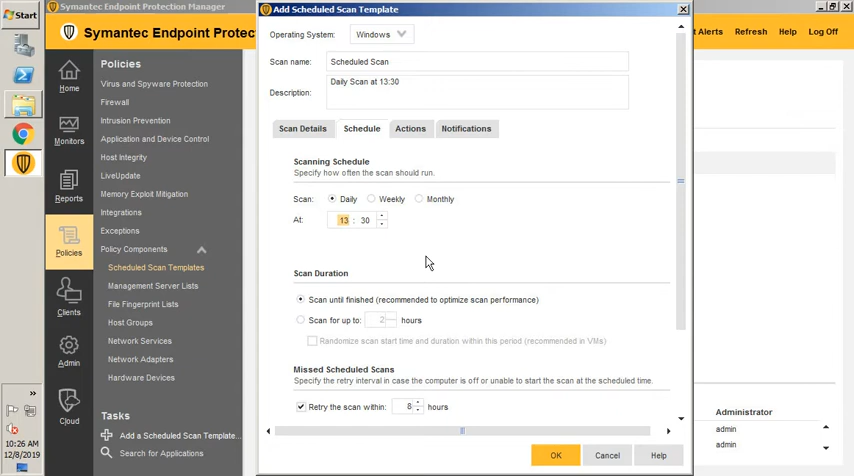 Start
Symantec Endpoint Protection Manager
Add Scheduled Scan Template
Symantec Endpoint Protec
Alerts
Refresh
Help
Log Off
Home
Monitors
Reports
Policies
Clients
Admin
Cloud
Policies
Virus and Spyware Protection
Firewall
Intrusion Prevention
Application and Device Control
Host Integrity
LiveUpdate
Memory Exploit Mitigation
Integrations
Exceptions
Policy Components
Scheduled Scan Templates
Management Server Lists
File Fingerprint Lists
Host Groups
Network Services
Network Adapters
Hardware Devices
Tasks
Add a Scheduled Scan Template...
Search for Applications
Operating System: Windows
Scan name: Scheduled Scan
Description: Daily Scan at 13:30
Scan Details Schedule Actions Notifications
Scanning Schedule
Specify how often the scan should run.
Scan: Daily Weekly Monthly
At: 13 : 30
Scan Duration
Scan until finished (recommended to optimize scan performance)
Scan for up to: 2 hours
Randomize scan start time and duration within this period (recommended in VMs)
Missed Scheduled Scans
Specify the retry interval in case the computer is off or unable to start the scan at the scheduled time.
Retry the scan within: 8 hours
OK Cancel Help
Administrator
admin
admin
»
10:26 AM
12/8/2019